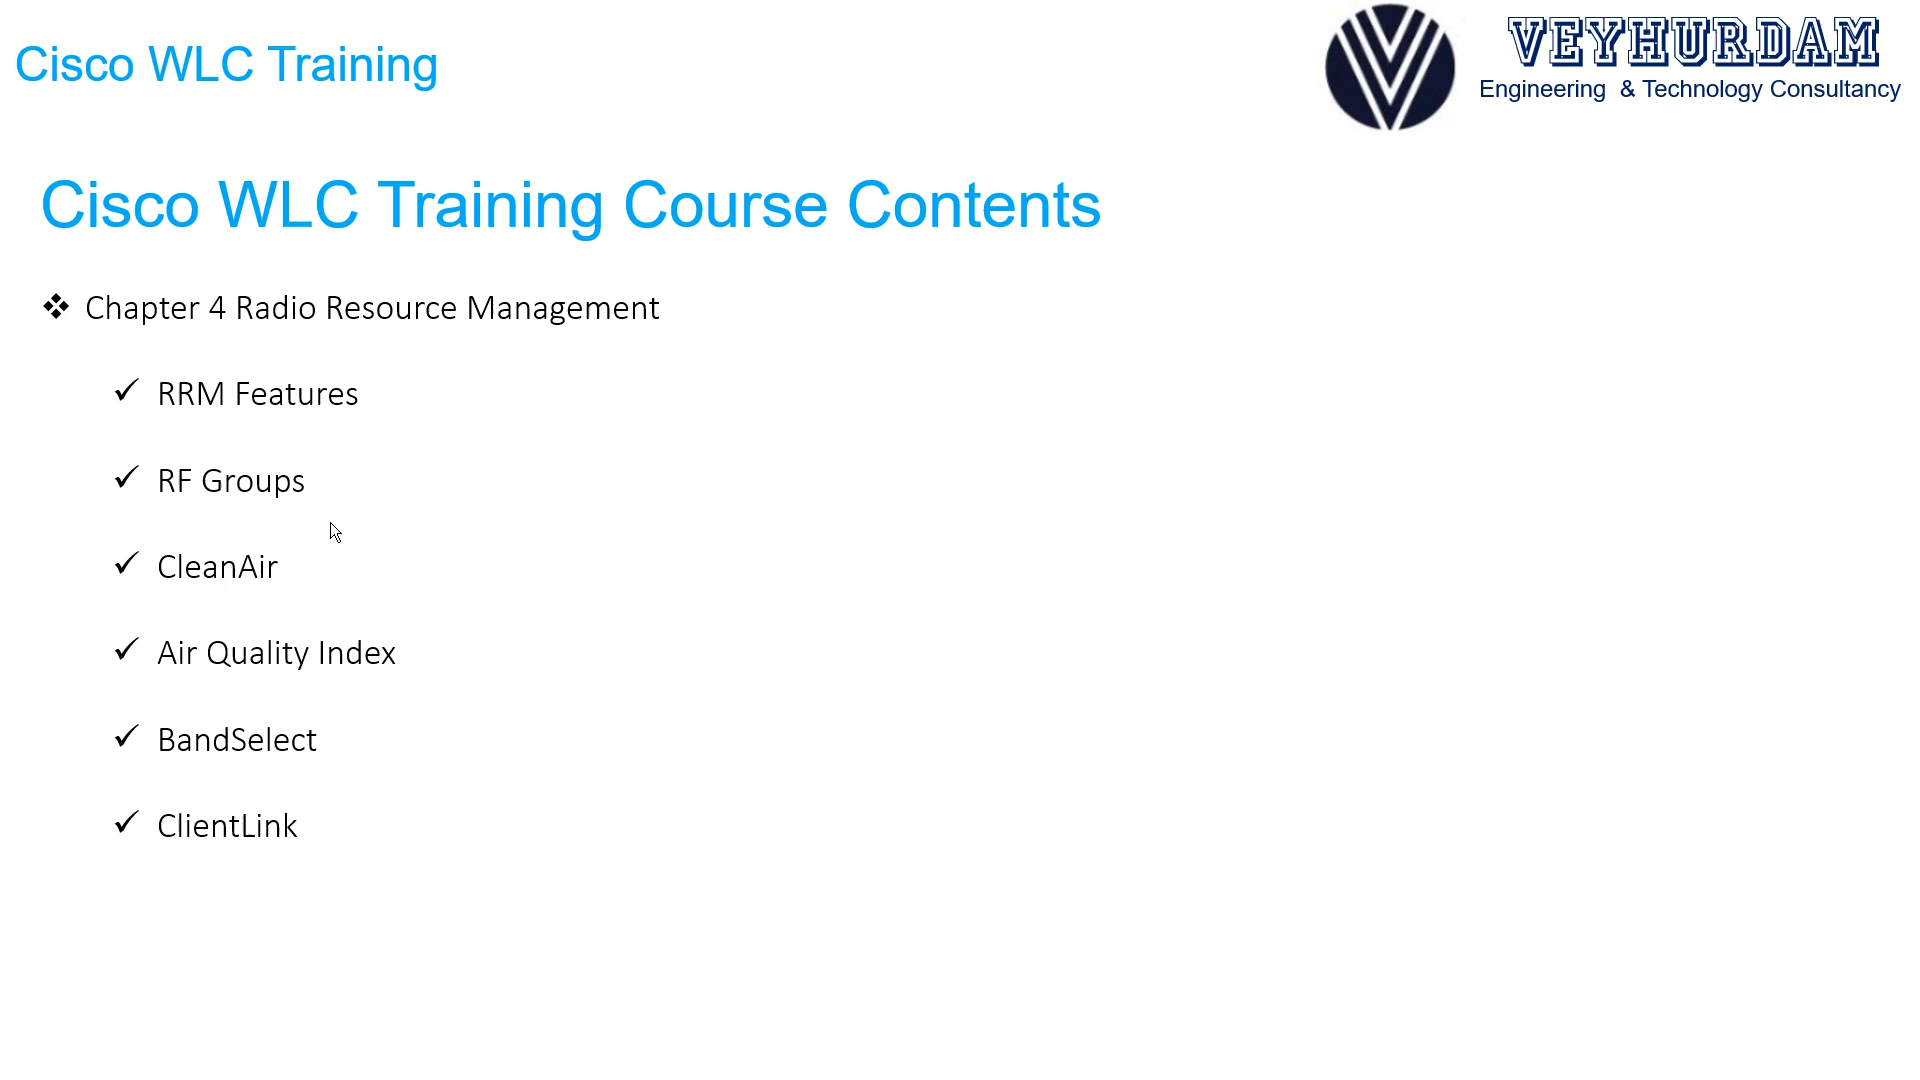 Cisco WLC Training
VEYHURDAM
Engineering & Technology Consultancy
Cisco WLC Training Course Contents
❖ Chapter 4 Radio Resource Management
✓ RRM Features
✓ RF Groups
✓ CleanAir
✓ Air Quality Index
✓ BandSelect
✓ ClientLink